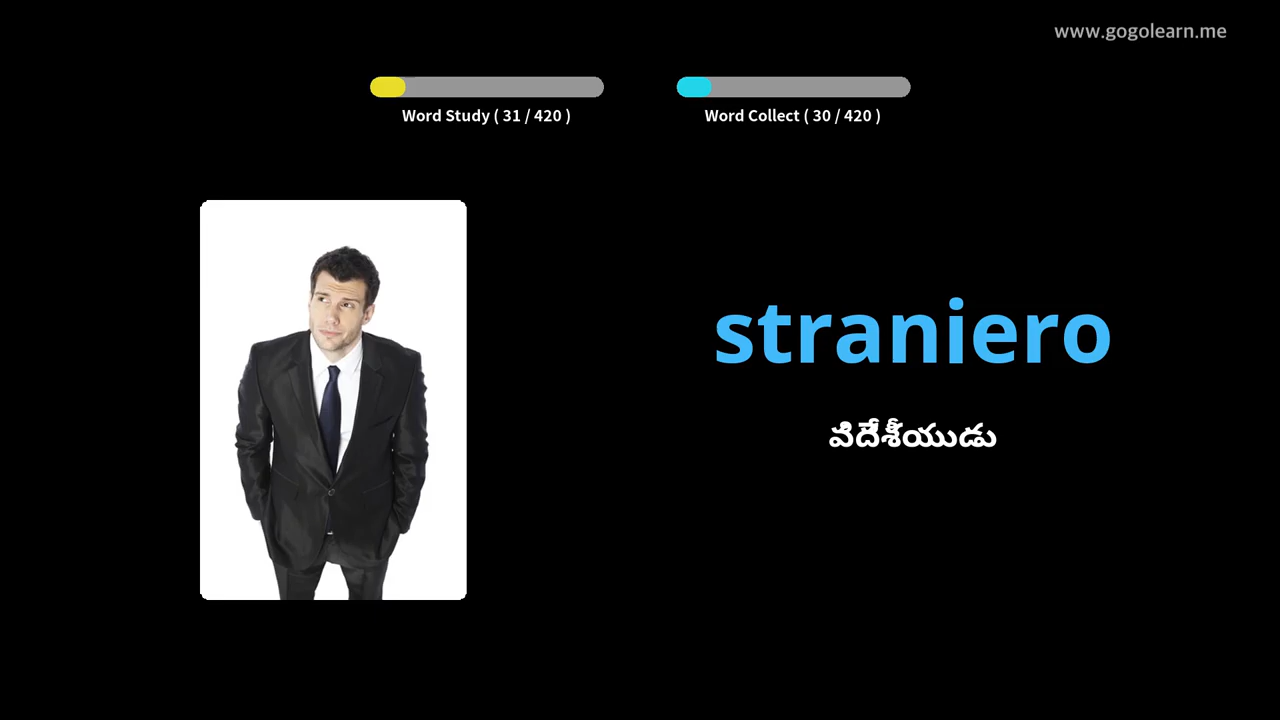 www.gogolearn.me
Word Study ( 31 / 420 )
Word Collect ( 30 / 420 )
straniero
విదేశీయుడు